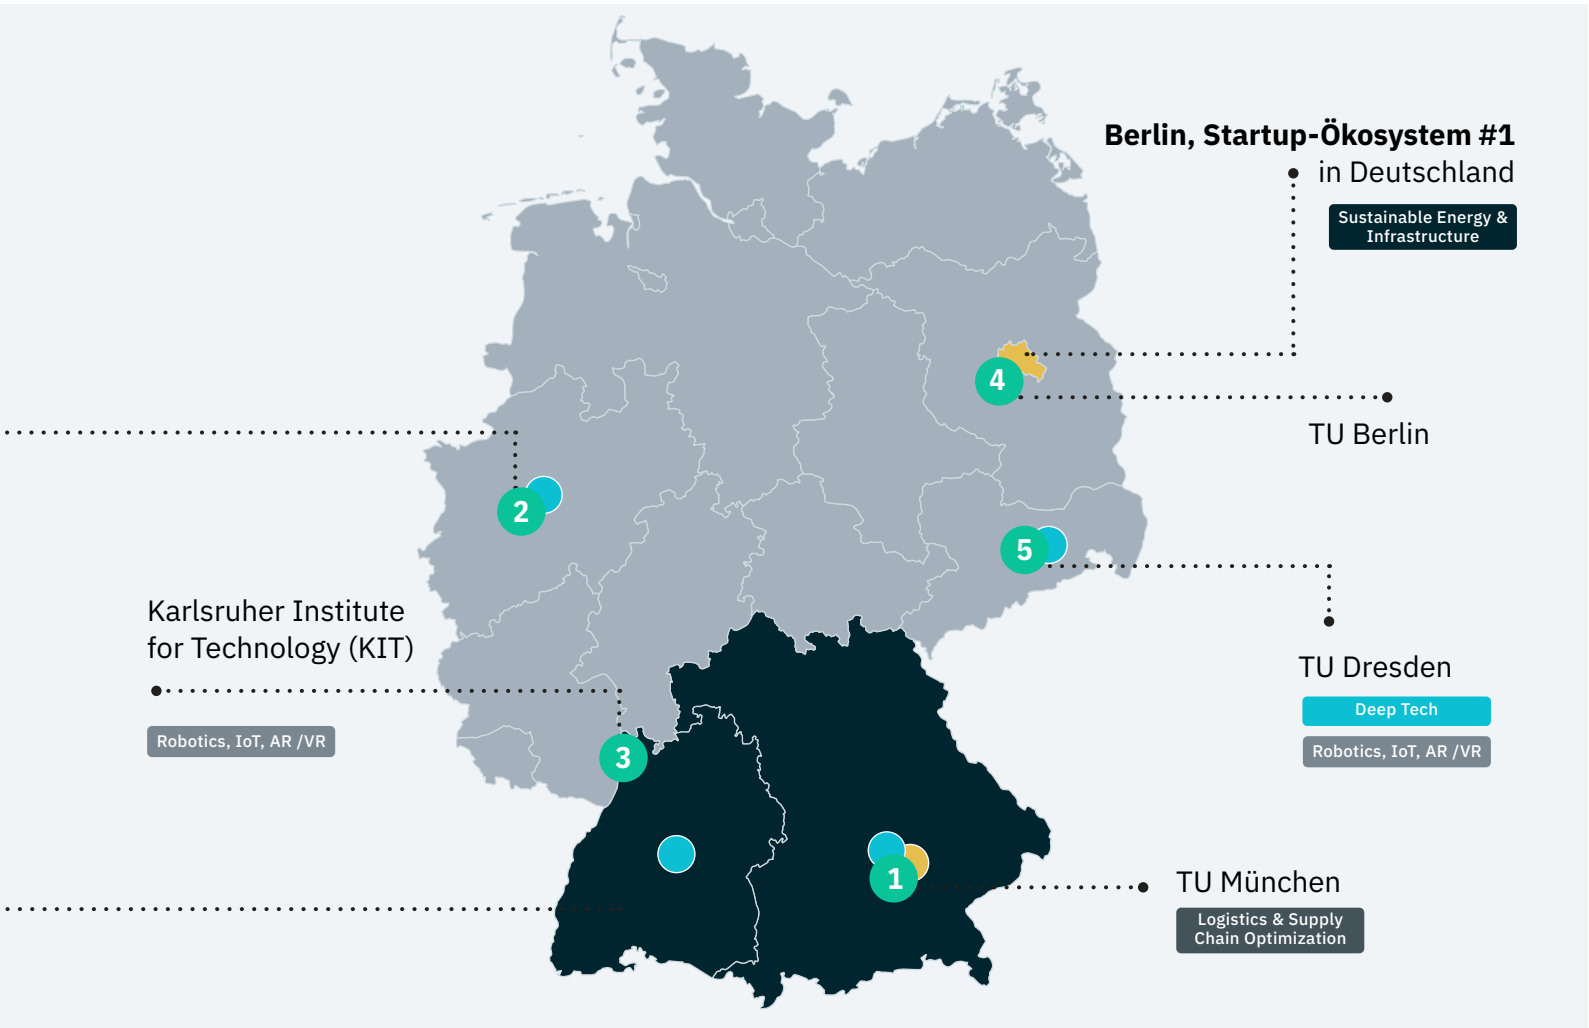 Berlin, Startup-Ökosystem #1
in Deutschland
Sustainable Energy &
Infrastructure
4
TU Berlin
2
5
Karlsruher Institute
for Technology (KIT)
Robotics, IoT, AR /VR
TU Dresden
Deep Tech
Robotics, IoT, AR /VR
3
1
TU München
Logistics & Supply
Chain Optimization